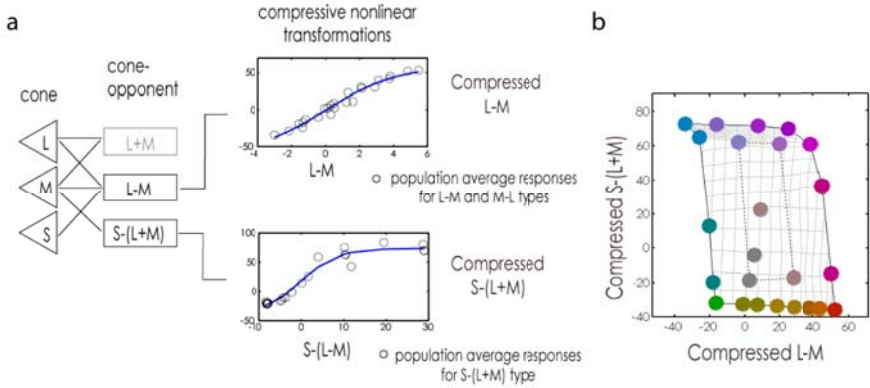 a
compressive nonlinear
transformations
cone
cone-
opponent
L
M
S
L+M
L-M
S-(L+M)
50
0
-50
-4
-2
0
2
4
6
L-M
Compressed
L-M
population average responses
for L-M and M-L types
100
50
0
-50
-10
0
10
20
30
S-(L-M)
Compressed
S-(L+M)
population average responses
for S-(L+M) type
b
Compressed S-(L+M)
80
60
40
20
0
-20
-40
-40
-20
0
20
40
60
Compressed L-M